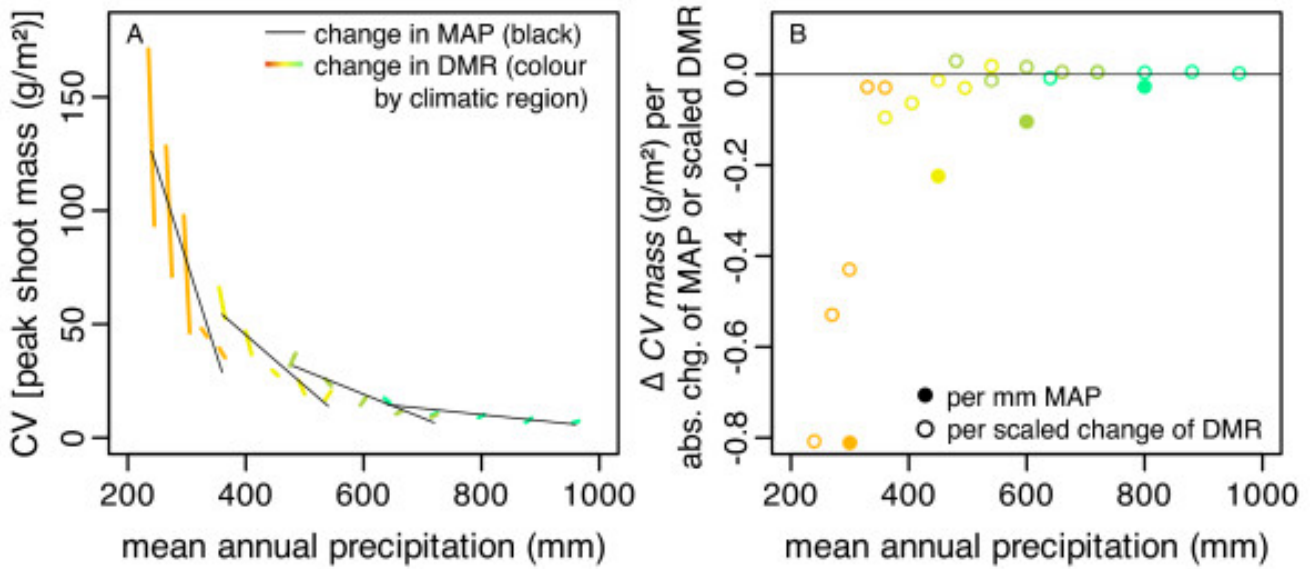 A
change in MAP (black)
change in DMR (colour
by climatic region)
CV [peak shoot mass (g/m²)]
150
100
50
0
200 400 600 800 1000
mean annual precipitation (mm)
B
Δ CV mass (g/m²) per
abs. chg. of MAP or scaled DMR
0.0
-0.2
-0.4
-0.6
-0.8
per mm MAP
per scaled change of DMR
200 400 600 800 1000
mean annual precipitation (mm)